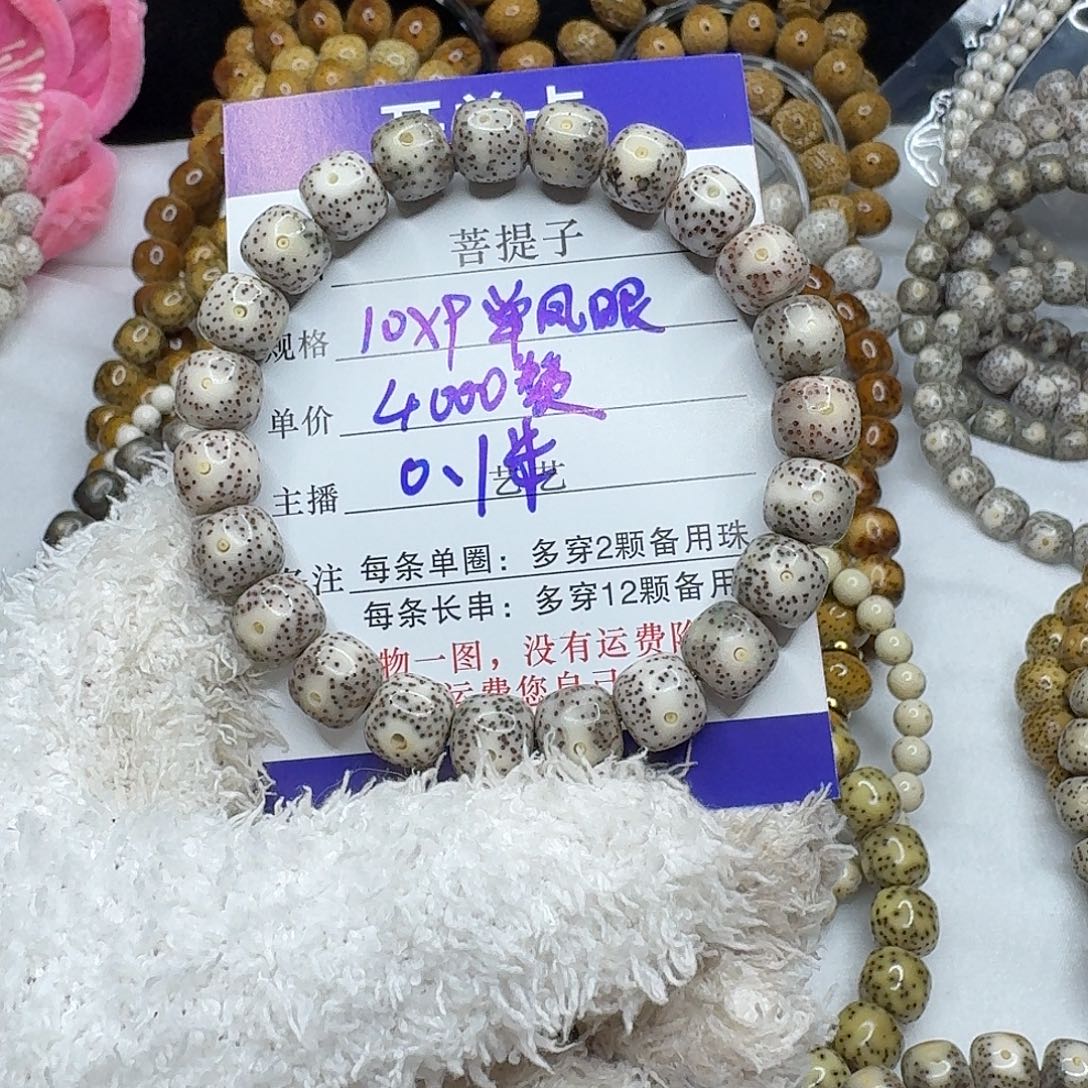 菩提子
规格 10X9 单凤眼
单价 4000
主播 艺艺 0.1
备注 每条单圈：多穿2颗备用珠
每条长串：多穿12颗备用
物一图，没有运费险
运费您自己